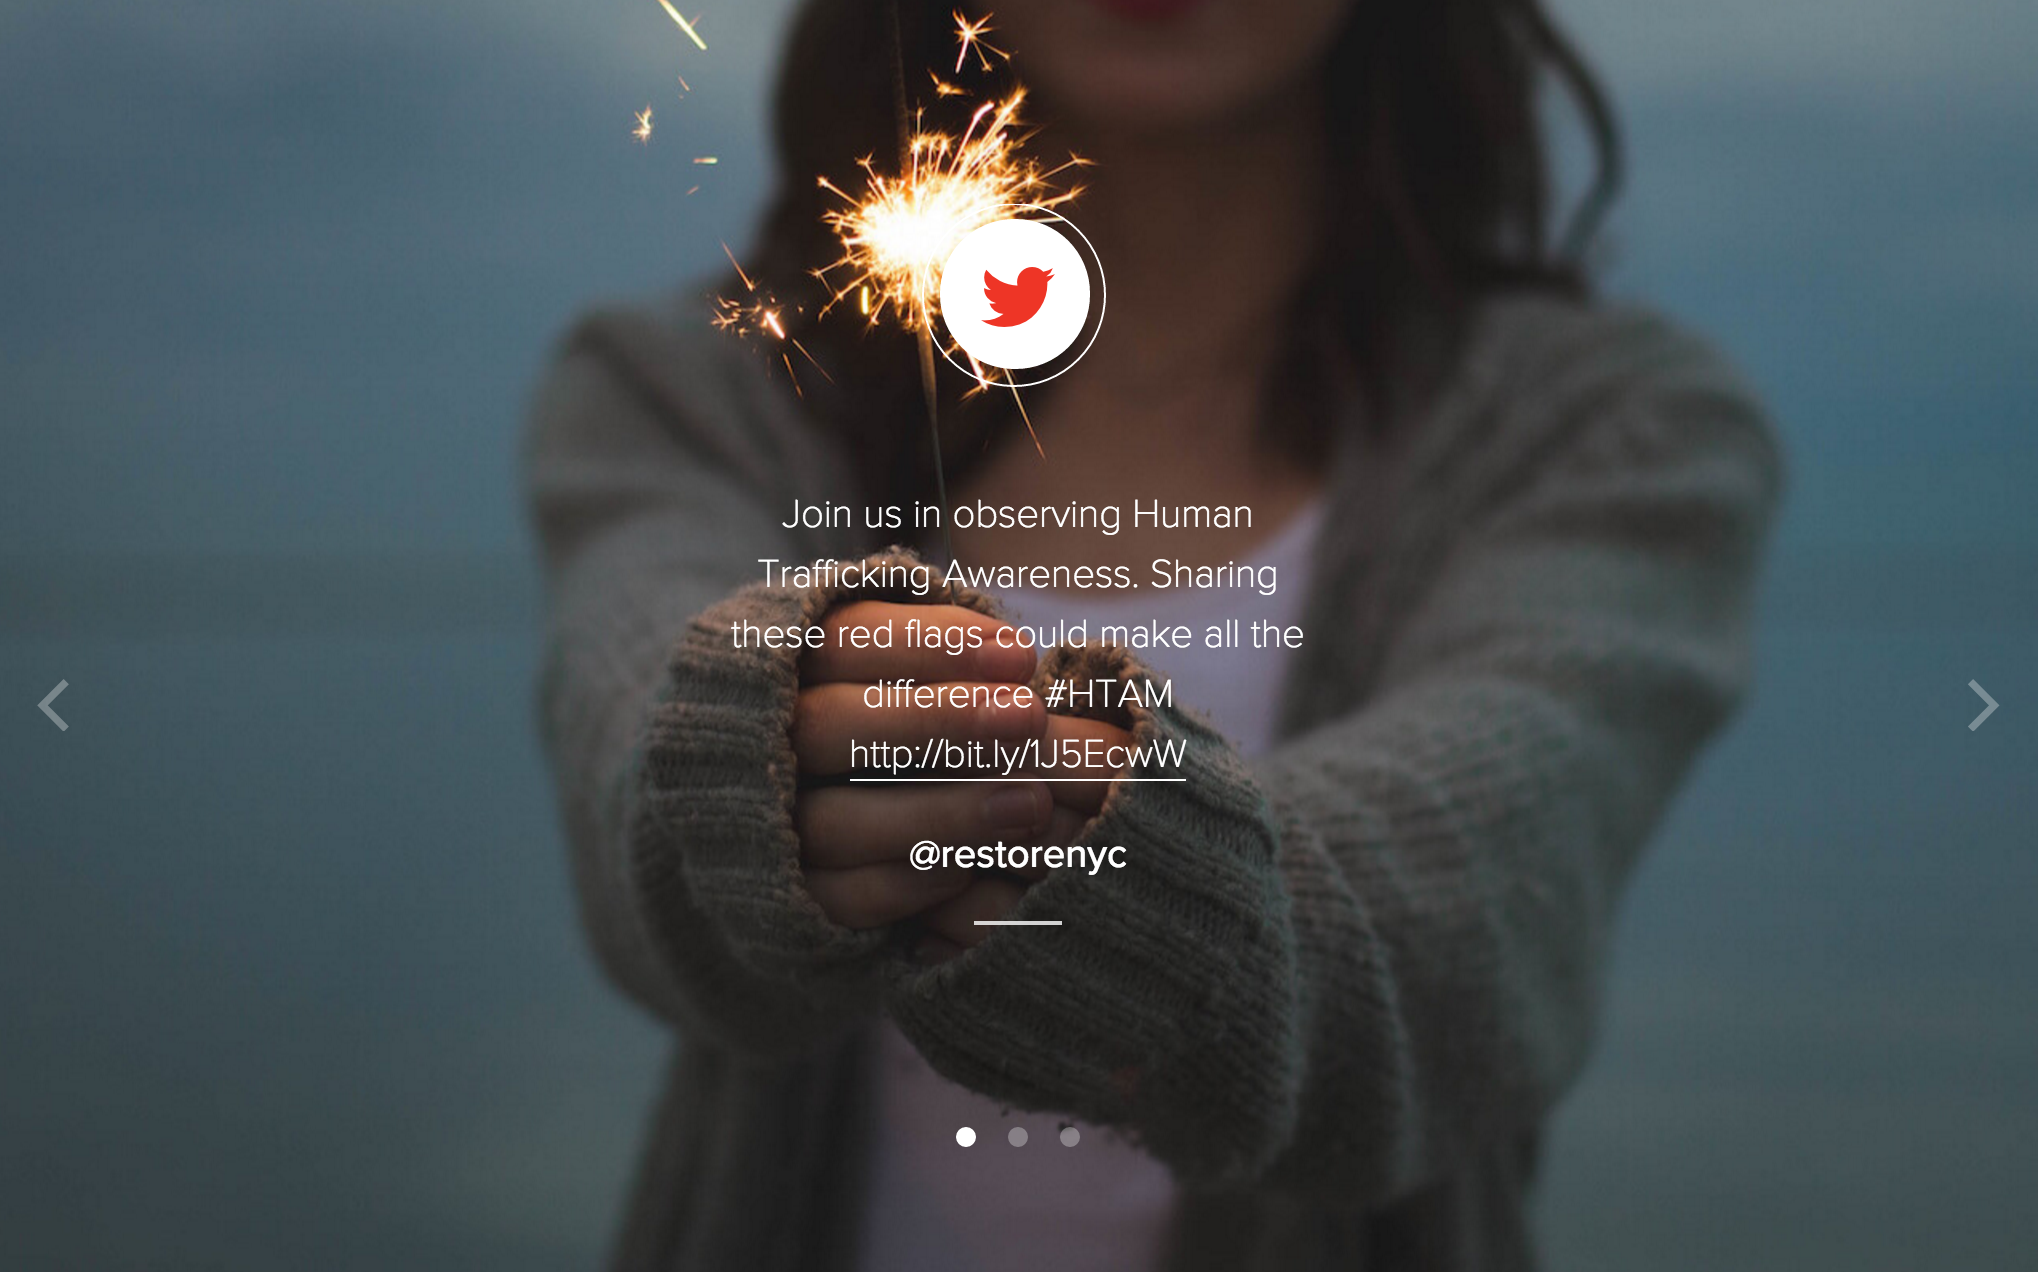 Join us in observing Human
Trafficking Awareness. Sharing
these red flags could make all the
difference #HTAM
http://bit.ly/1J5EcwW
@restorenyc